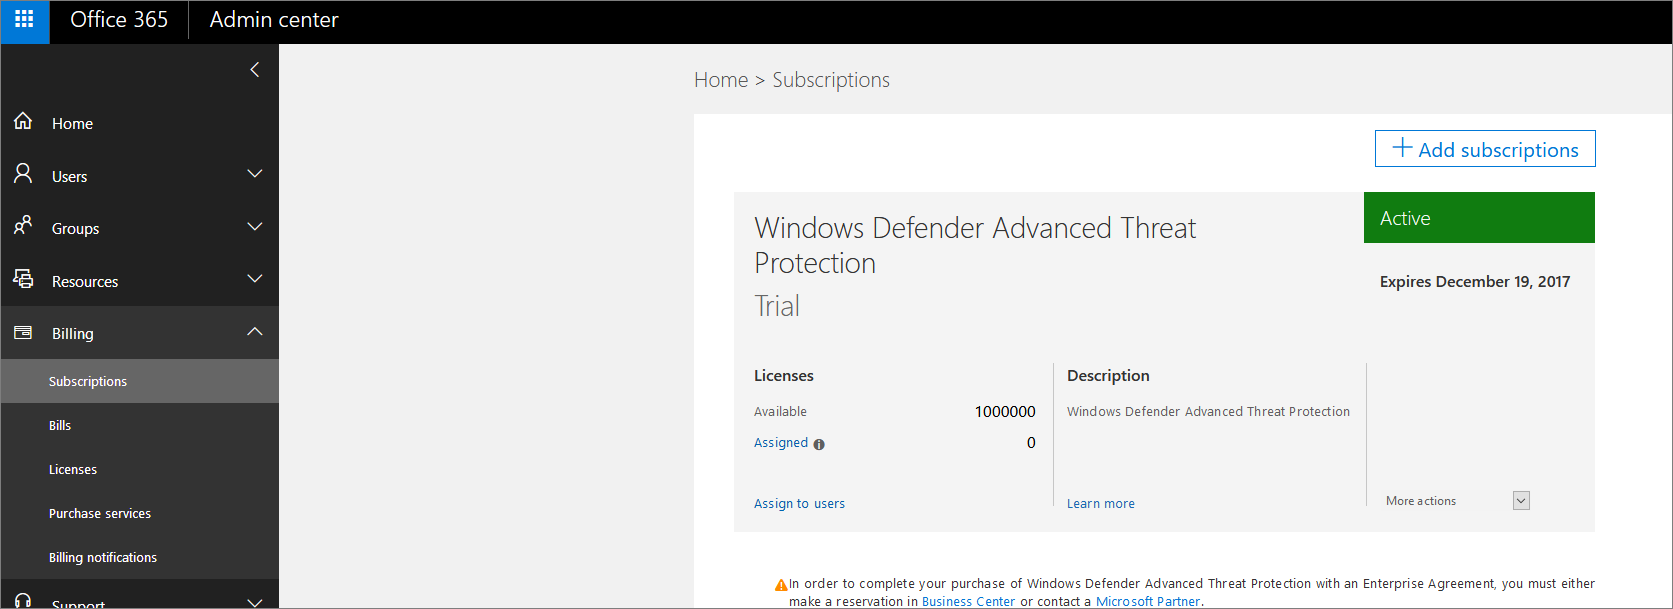 Office 365
Admin center
Home
Users
Groups
Resources
Billing
Subscriptions
Bills
Licenses
Purchase services
Billing notifications
Support
Home > Subscriptions
Add subscriptions
Windows Defender Advanced Threat
Protection
Trial
Active
Expires December 19, 2017
Licenses
Available 1000000
Assigned 0
Assign to users
Description
Windows Defender Advanced Threat Protection
Learn more
More actions
In order to complete your purchase of Windows Defender Advanced Threat Protection with an Enterprise Agreement, you must either
make a reservation in Business Center or contact a Microsoft Partner.